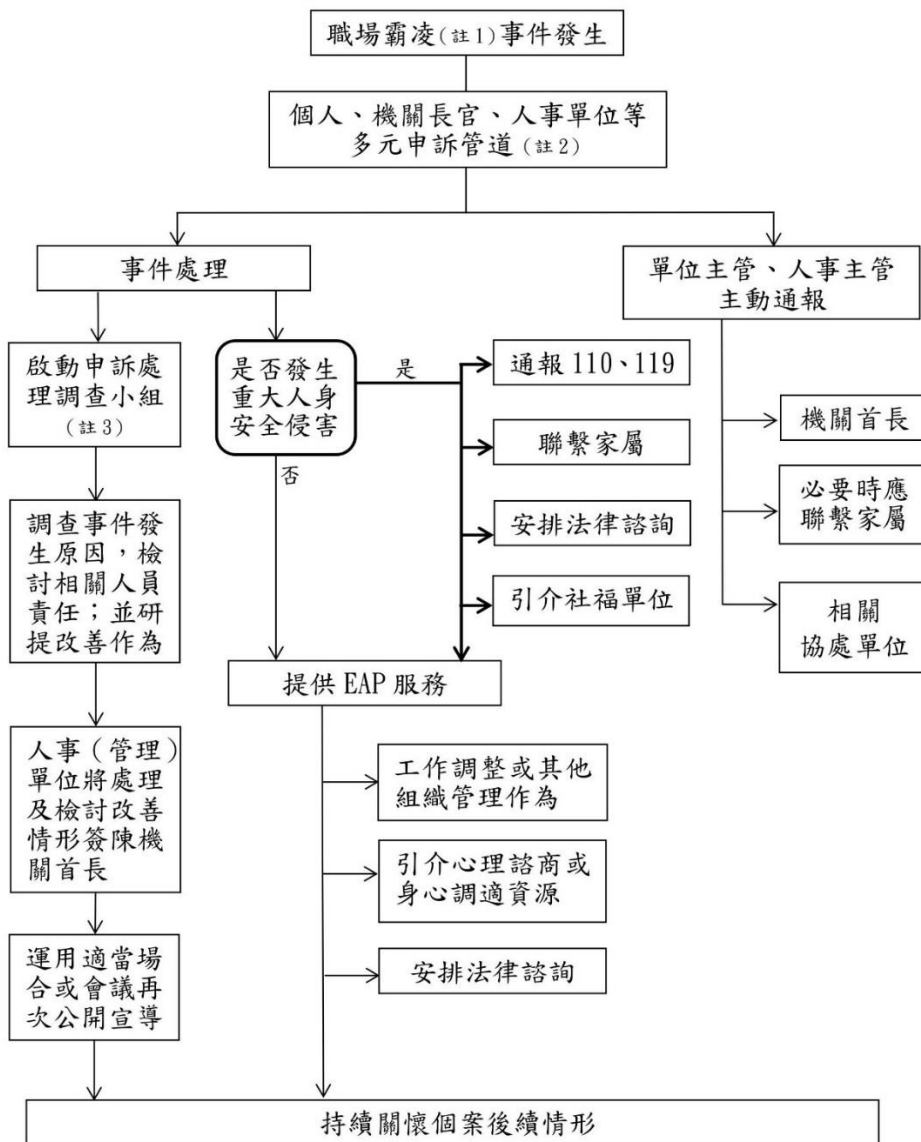 職場霸凌(註1)事件發生
個人、機關長官、人事單位等
多元申訴管道(註2)
事件處理
單位主管、人事主管
主動通報
啟動申訴處
理調查小組
(註3)
是否發生
重大人身
安全侵害
是
否
通報 110、119
聯繫家屬
安排法律諮詢
引介社福單位
機關首長
必要時應
聯繫家屬
相關
協處單位
調查事件發
生原因，檢
討相關人員
責任；並研
提改善作為
提供 EAP 服務
人事（管理）
單位將處理
及檢討改善
情形簽陳機
關首長
工作調整或其他
組織管理作為
引介心理諮商或
身心調適資源
安排法律諮詢
運用適當場
合或會議再
次公開宣導
持續關懷個案後續情形